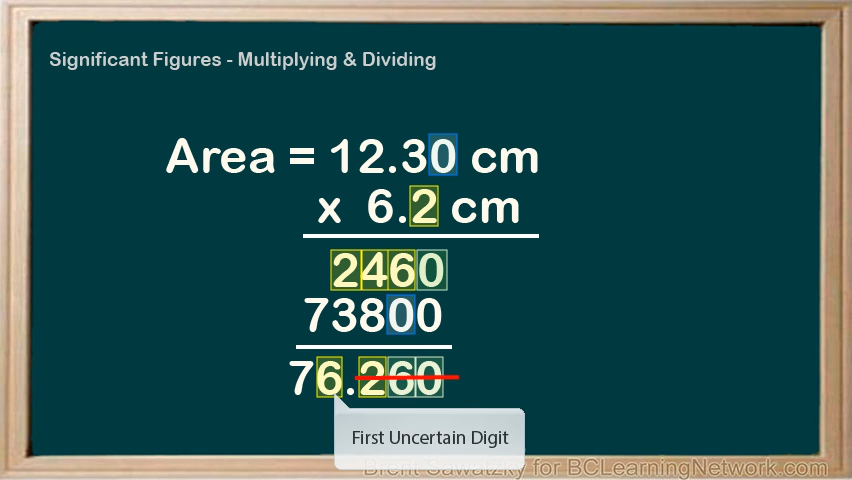 Significant Figures - Multiplying & Dividing
Area = 12.30 cm
x 6.2 cm
2460
73800
76.260
First Uncertain Digit
Brent Sawatzky for BCLearningNetwork.com